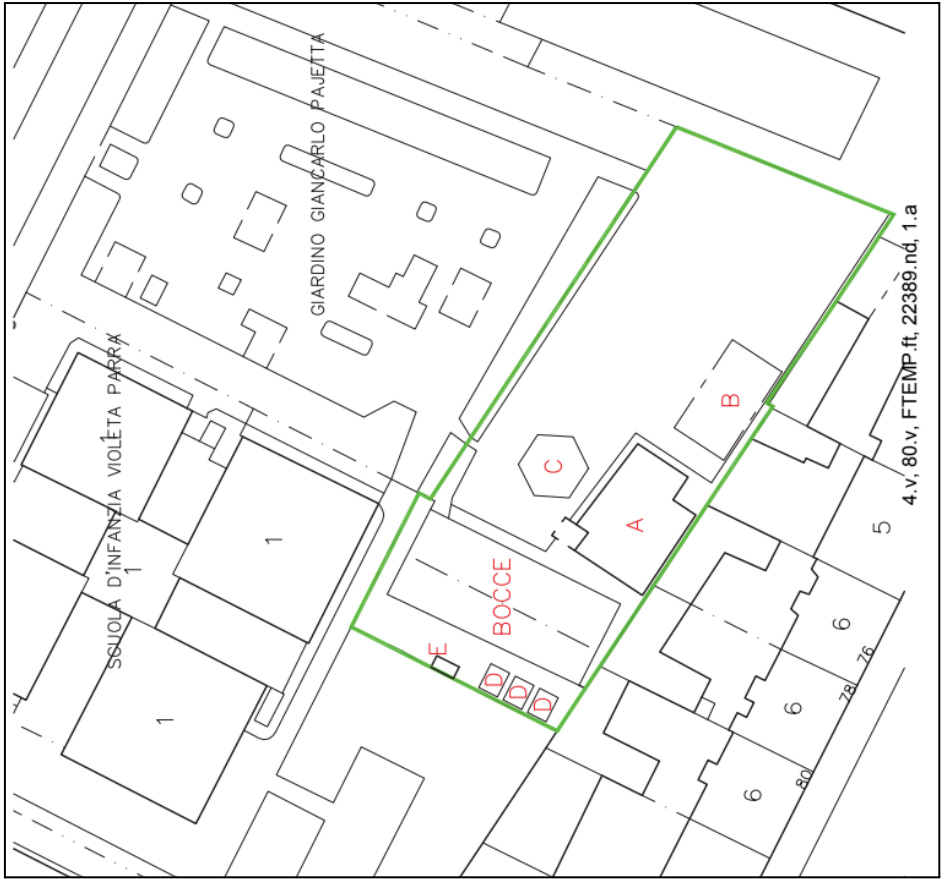 SCUOLA D'INFANZIA VIOLETA PARRA
GIARDINO GIANCARLO PAJETTA
1
1
1
1
E
D
D
D
BOCCE
C
A
B
4.v, 80.v, FTEMP.ft, 22389.nd, 1.a
5
6
76
6
78
6
80